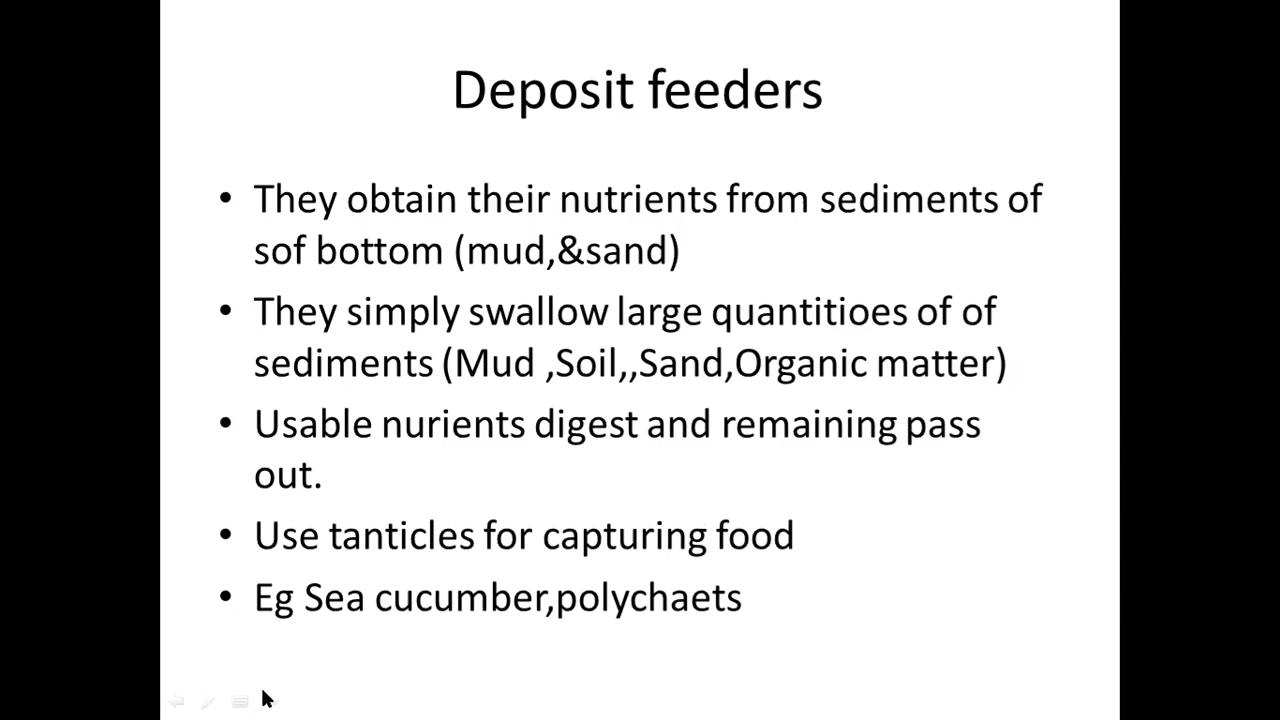 Deposit feeders
• They obtain their nutrients from sediments of
sof bottom (mud,&sand)
• They simply swallow large quantitioes of of
sediments (Mud ,Soil,,Sand,Organic matter)
• Usable nurients digest and remaining pass
out.
• Use tanticles for capturing food
• Eg Sea cucumber,polychaets